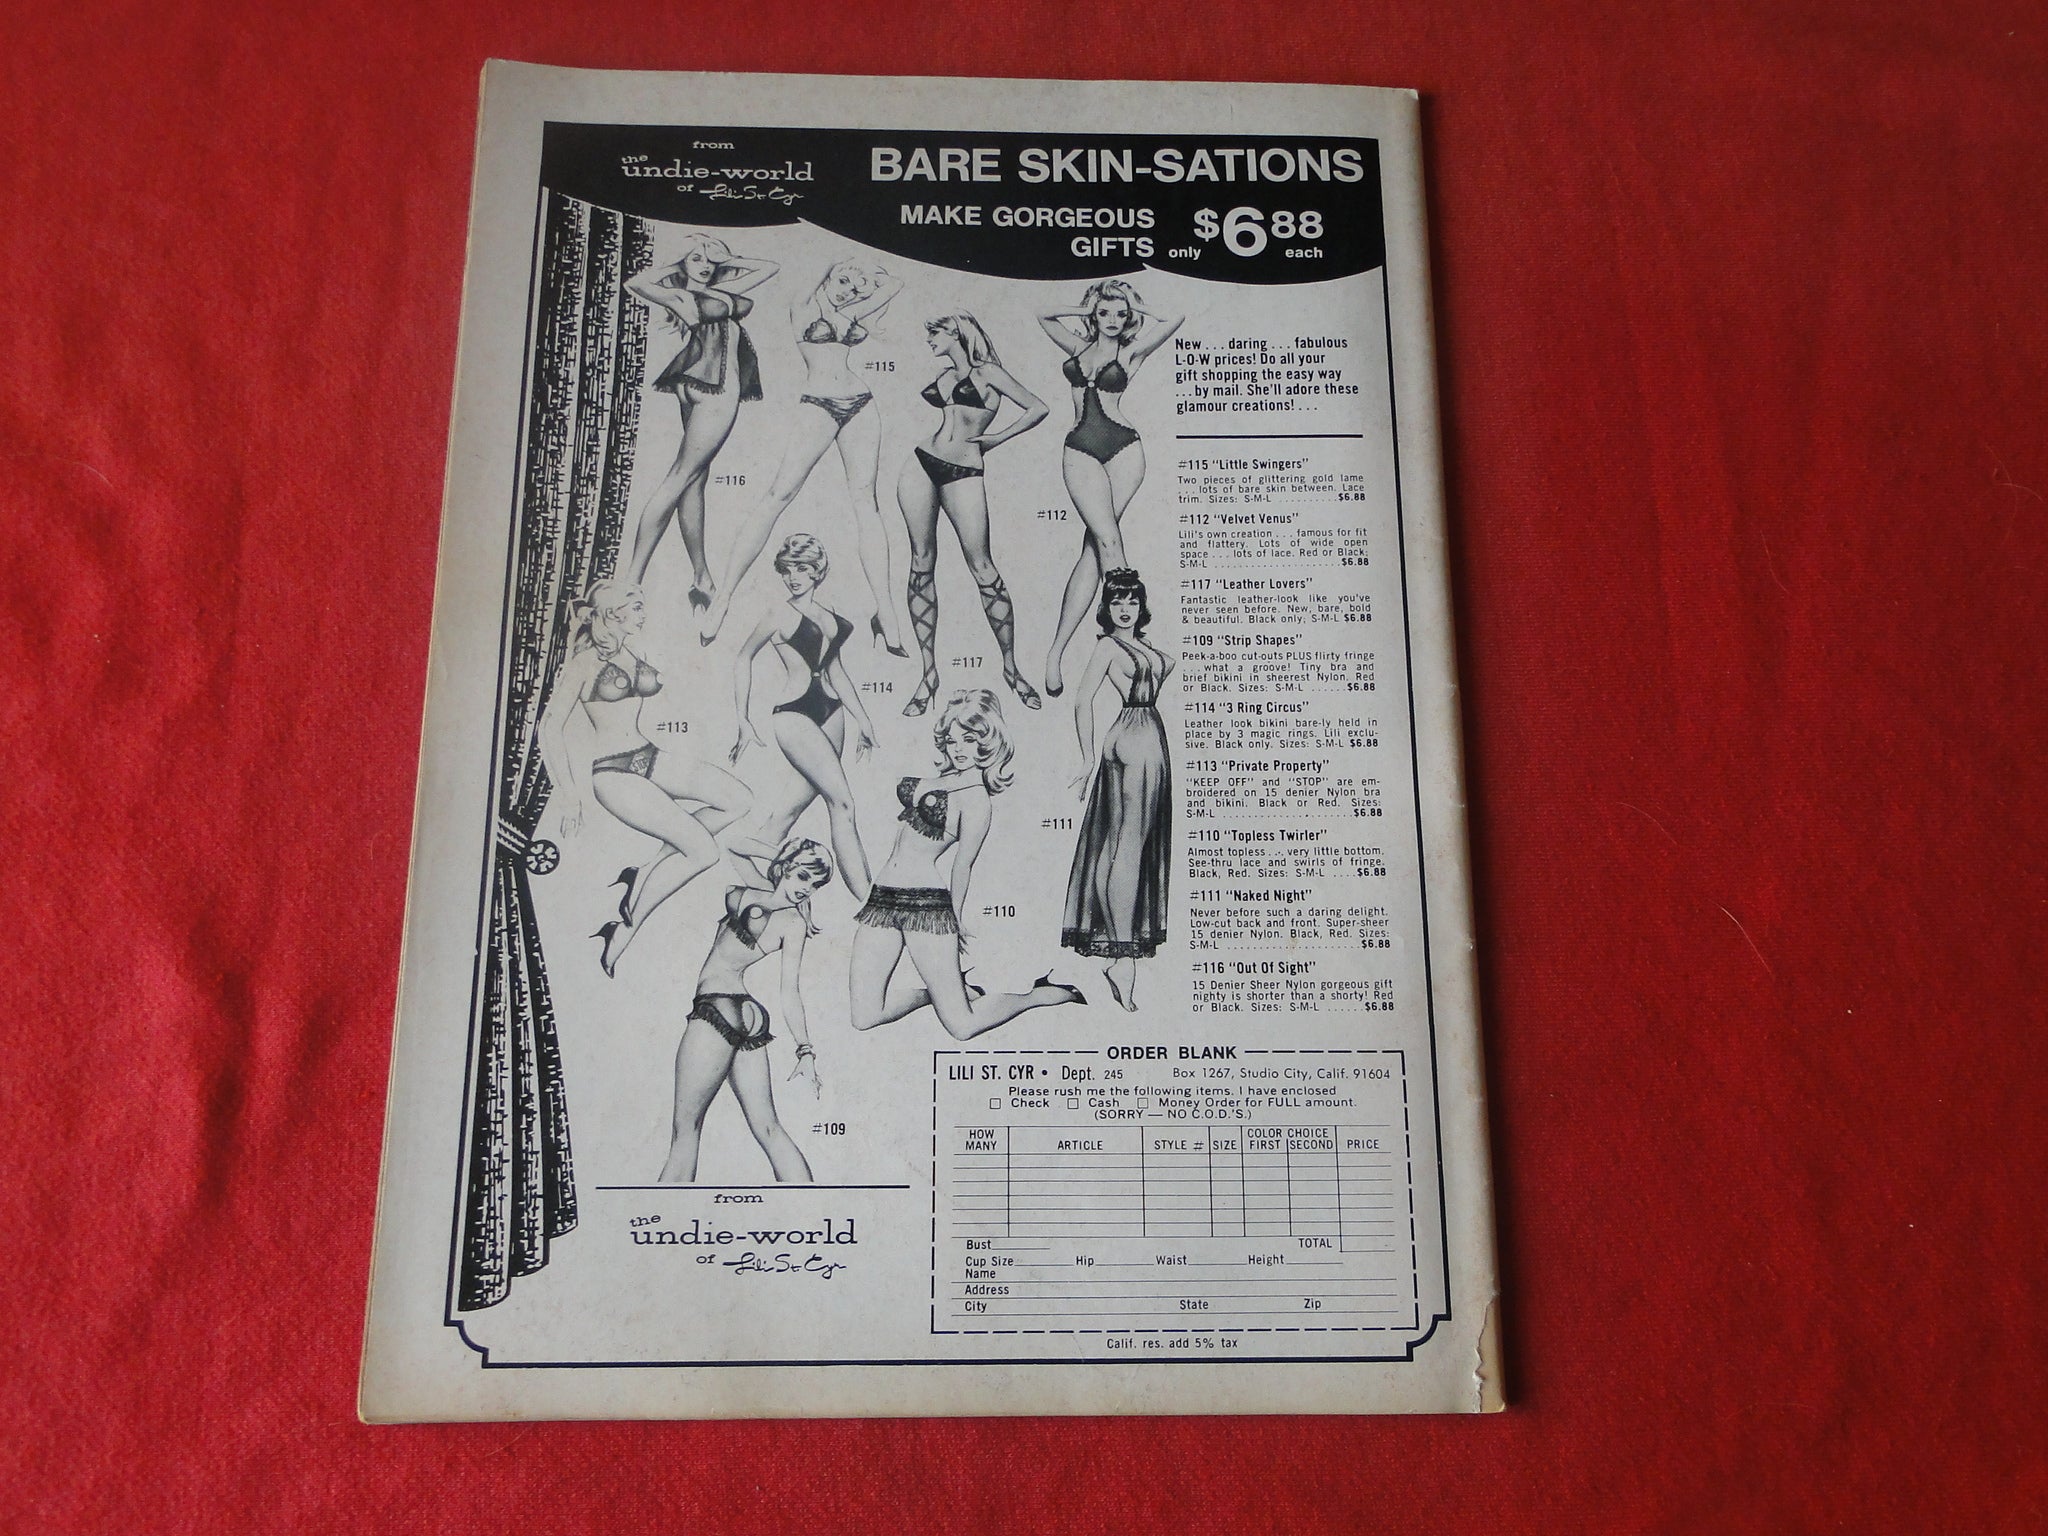 from
the
undie-world
of Lili St Cyr
BARE SKIN-SATIONS
MAKE GORGEOUS
GIFTS only $6 88 each
#116
#115
#117
#112
New . . . daring . . . fabulous
L-O-W prices! Do all your
gift shopping the easy way
. . . by mail. She'll adore these
glamour creations! . . .
#113
#114
#110
#111
#109
#115 "Little Swingers"
Two pieces of glittering gold lame
. . . lots of bare skin between. Lace
trim. Sizes: S-M-L . . . . . . . . . . $6.88
#112 "Velvet Venus"
Lili's own creation . . . famous for fit
and flattery. Lots of wide open
space . . . lots of lace. Red or Black;
S-M-L . . . . . . . . . . . . . . . . . . . . . $6.88
#117 "Leather Lovers"
Fantastic leather-look like you've
never seen before. New, bare, bold
& beautiful. Black only; S-M-L $6.88
#109 "Strip Shapes"
Peek-a-boo cut-outs PLUS flirty fringe
. . . what a groove! Tiny bra and
brief bikini in sheerest Nylon. Red
or Black. Sizes: S-M-L . . . . . . $6.88
#114 "3 Ring Circus"
Leather look bikini bare-ly held in
place by 3 magic rings. Lili exclu-
sive. Black only. Sizes: S-M-L $6.88
#113 "Private Property"
"KEEP OFF" and "STOP" are em-
broidered on 15 denier Nylon bra
and bikini. Black or Red. Sizes:
S-M-L . . . . . . . . . . . . . . . . . . . . . $6.88
#110 "Topless Twirler"
Almost topless . . . very little bottom.
See-thru lace and swirls of fringe.
Black, Red. Sizes: S-M-L . . . . $6.88
#111 "Naked Night"
Never before such a daring delight.
Low-cut back and front. Super-sheer
15 denier Nylon. Black, Red. Sizes:
S-M-L . . . . . . . . . . . . . . . . . . . . . $6.88
#116 "Out Of Sight"
15 Denier Sheer Nylon gorgeous gift
nighty is shorter than a shorty! Red
or Black. Sizes: S-M-L . . . . . . $6.88
from
the
undie-world
of Lili St Cyr
ORDER BLANK
LILI ST. CYR • Dept. 245 Box 1267, Studio City, Calif. 91604
Please rush me the following items. I have enclosed
□ Check □ Cash □ Money Order for FULL amount.
(SORRY — NO C.O.D.'S.)
HOW MANY ARTICLE STYLE # SIZE COLOR CHOICE FIRST SECOND PRICE
Bust TOTAL
Cup Size Hip Waist Height
Name
Address
City State Zip
Calif. res. add 5% tax